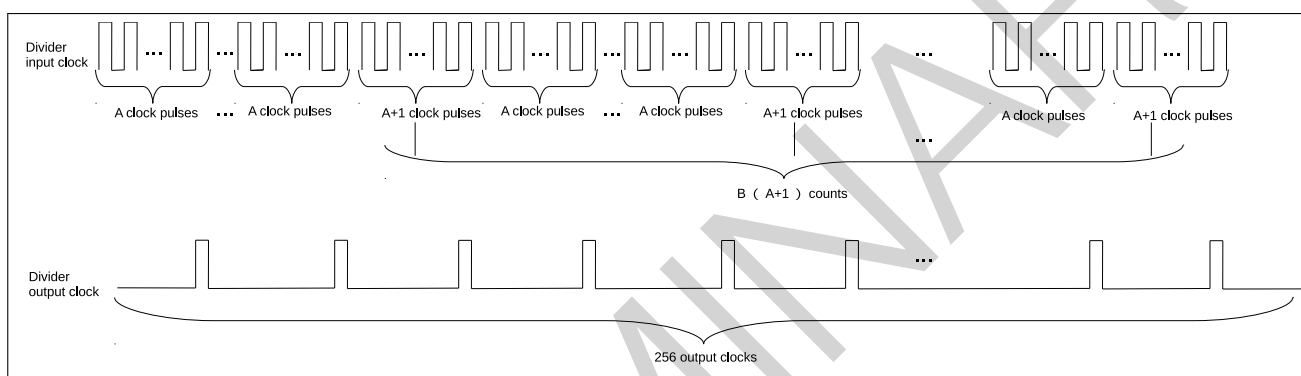 Divider
input clock
... ... ... ... ... ... ... ... ... ... ...
A clock pulses ... A clock pulses A+1 clock pulses A clock pulses ... A clock pulses A+1 clock pulses A clock pulses A+1 clock pulses
...
B ( A+1 ) counts
Divider
output clock
...
256 output clocks
MINAR